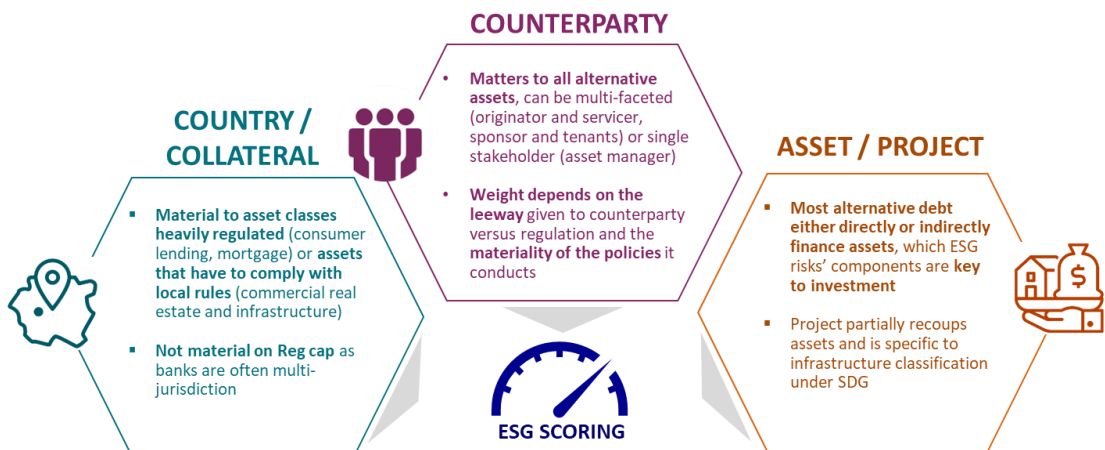 COUNTERPARTY
• Matters to all alternative
assets, can be multi-faceted
(originator and servicer,
sponsor and tenants) or single
stakeholder (asset manager)
• Weight depends on the
leeway given to counterparty
versus regulation and the
materiality of the policies it
conducts
COUNTRY /
COLLATERAL
▪ Material to asset classes
heavily regulated (consumer
lending, mortgage) or assets
that have to comply with
local rules (commercial real
estate and infrastructure)
▪ Not material on Reg cap as
banks are often multi-
jurisdiction
ASSET / PROJECT
▪ Most alternative debt
either directly or indirectly
finance assets, which ESG
risks’ components are key
to investment
▪ Project partially recoups
assets and is specific to
infrastructure classification
under SDG
$
ESG SCORING